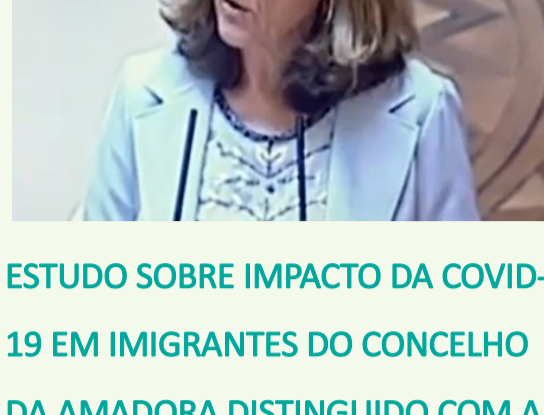 ESTUDO SOBRE IMPACTO DA COVID-
19 EM IMIGRANTES DO CONCELHO
DA AMADORA DISTINGUIDO COM A